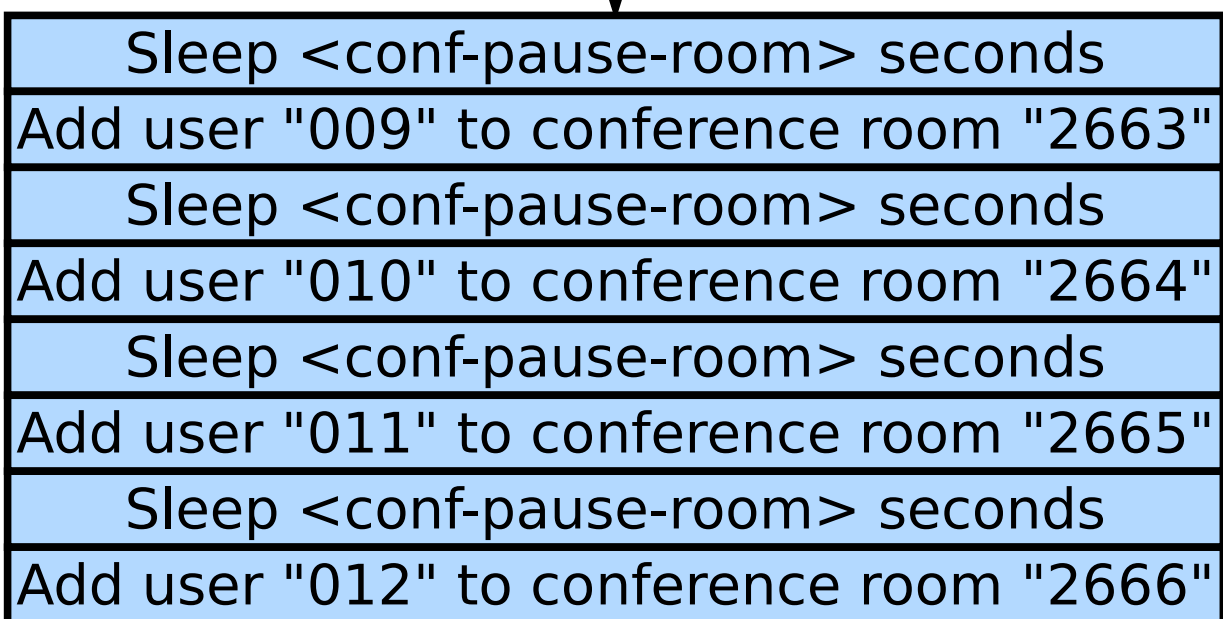 Sleep <conf-pause-room> seconds
Add user "009" to conference room "2663"
Sleep <conf-pause-room> seconds
Add user "010" to conference room "2664"
Sleep <conf-pause-room> seconds
Add user "011" to conference room "2665"
Sleep <conf-pause-room> seconds
Add user "012" to conference room "2666"